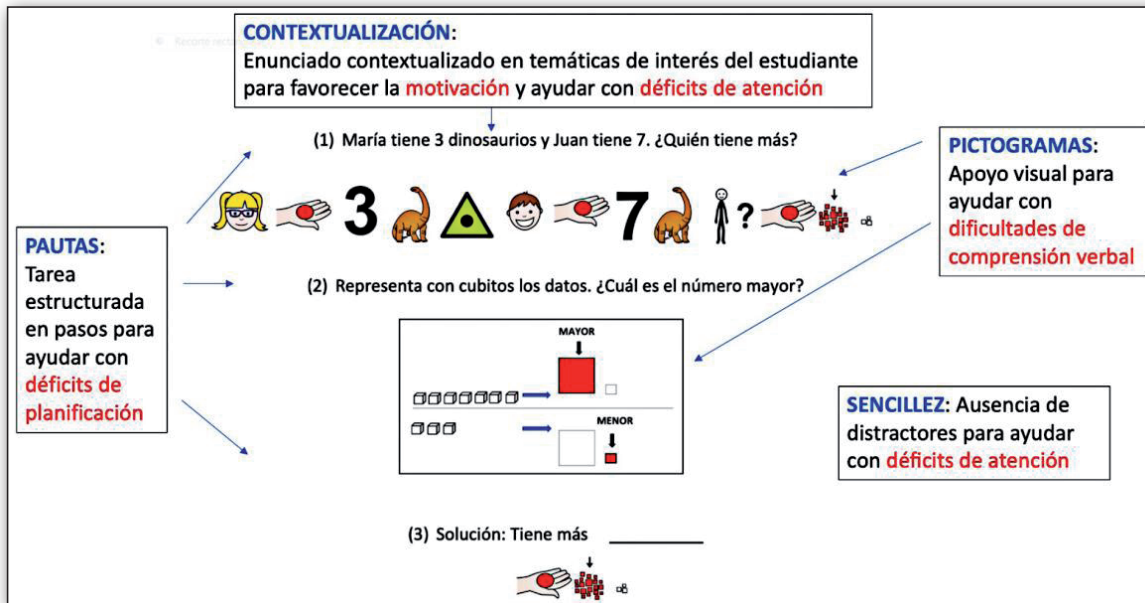 CONTEXTUALIZACIÓN:
Enunciado contextualizado en temáticas de interés del estudiante
para favorecer la motivación y ayudar con déficits de atención
(1) María tiene 3 dinosaurios y Juan tiene 7. ¿Quién tiene más?
3
7
?
PICTOGRAMAS:
Apoyo visual para
ayudar con
dificultades de
comprensión verbal
PAUTAS:
Tarea
estructurada
en pasos para
ayudar con
déficits de
planificación
(2) Representa con cubitos los datos. ¿Cuál es el número mayor?
MAYOR
MENOR
SENCILLEZ: Ausencia de
distractores para ayudar
con déficits de atención
(3) Solución: Tiene más ________